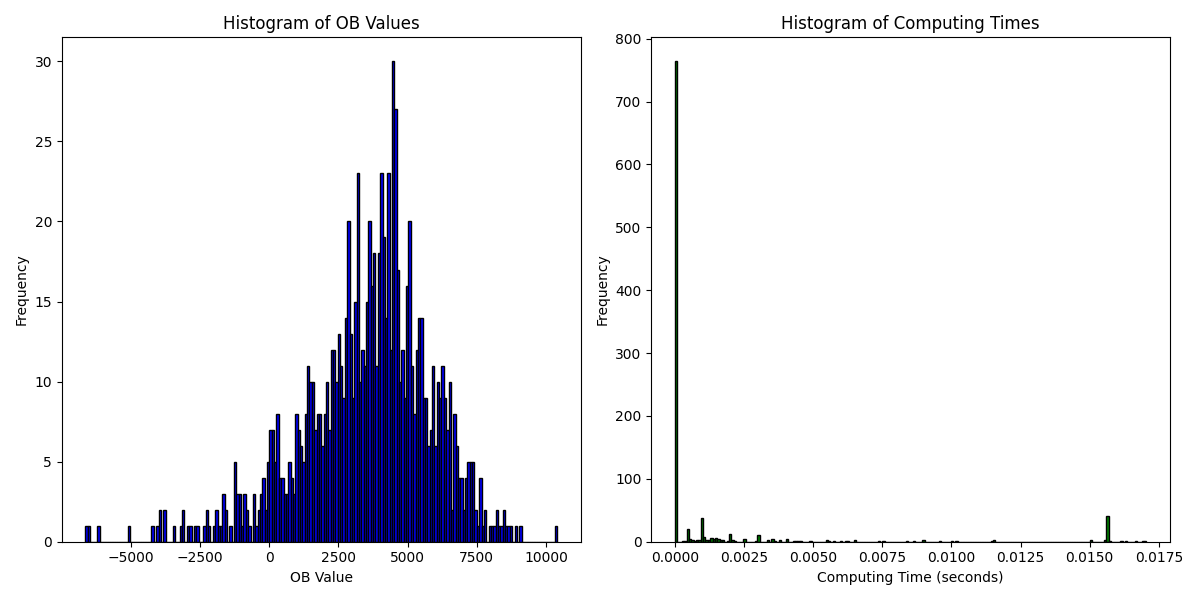 Histogram of OB Values
Frequency
30
25
20
15
10
5
0
−5000 −2500 0 2500 5000 7500 10000
OB Value
Histogram of Computing Times
Frequency
800
700
600
500
400
300
200
100
0
0.0000 0.0025 0.0050 0.0075 0.0100 0.0125 0.0150 0.0175
Computing Time (seconds)